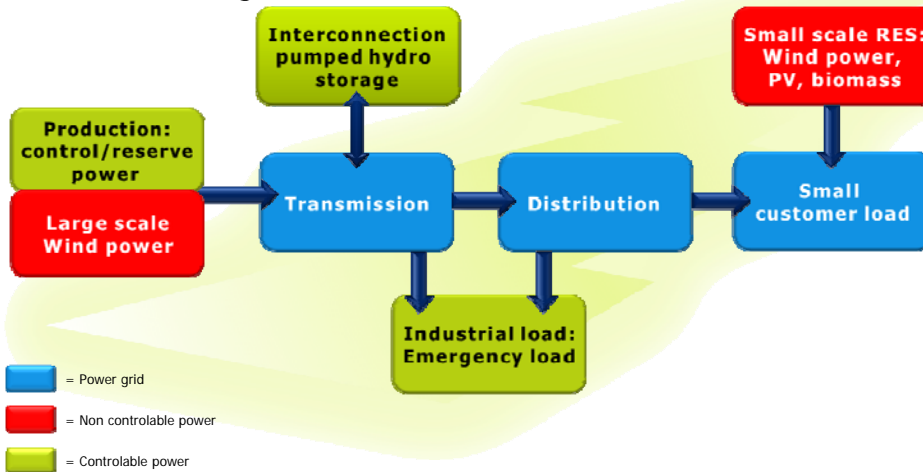 Interconnection
pumped hydro
storage
Small scale RES:
Wind power,
PV, biomass
Production:
control/reserve
power
Large scale
Wind power
Transmission
Distribution
Small
customer load
Industrial load:
Emergency load
= Power grid
= Non controlable power
= Controlable power